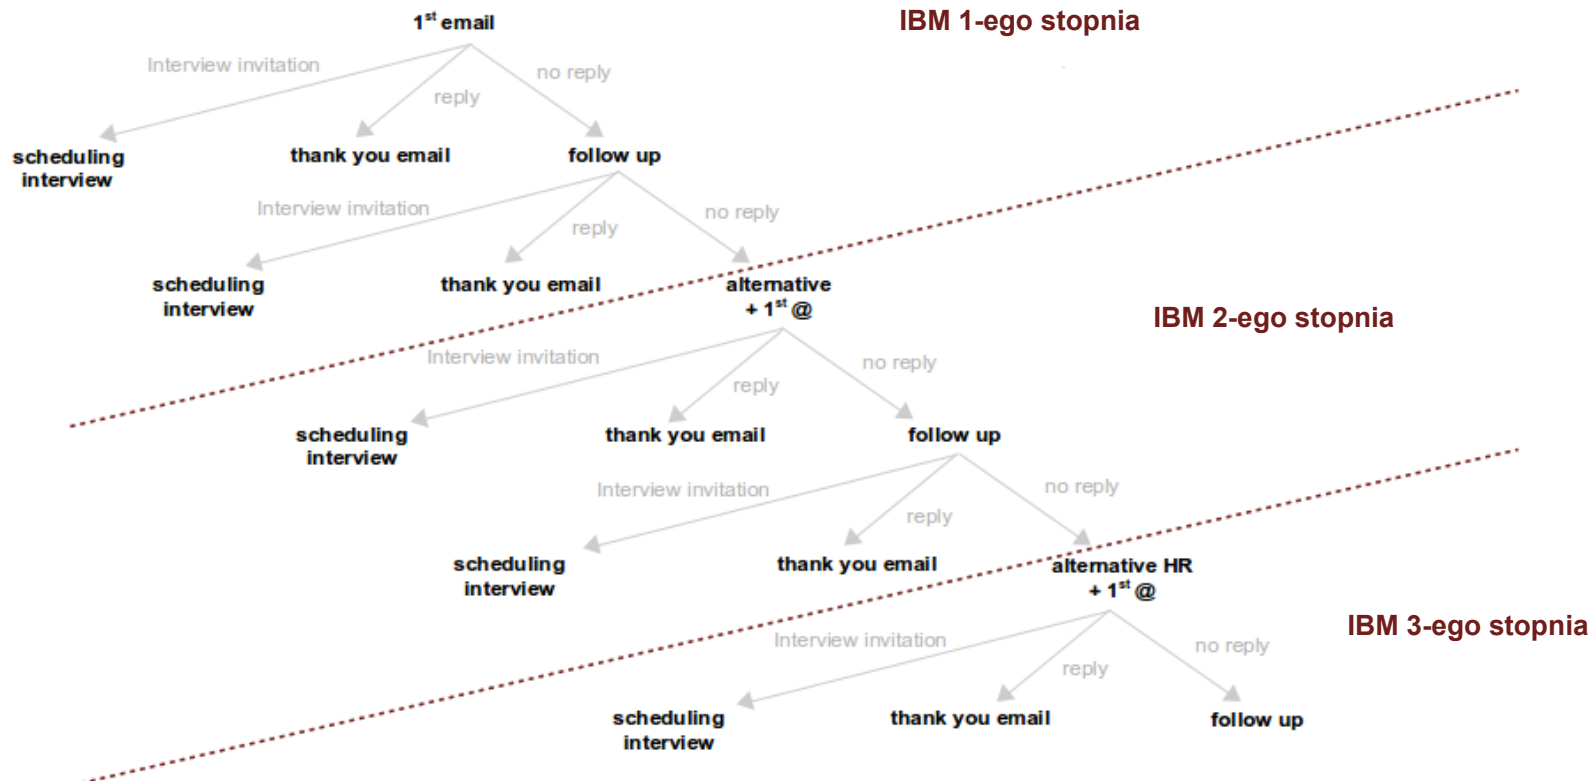 1st email
IBM 1-ego stopnia
Interview invitation
reply
no reply
scheduling
interview
thank you email
follow up
Interview invitation
reply
no reply
scheduling
interview
thank you email
alternative
+ 1st @
IBM 2-ego stopnia
Interview invitation
reply
no reply
scheduling
interview
thank you email
follow up
Interview invitation
reply
no reply
scheduling
interview
thank you email
alternative HR
+ 1st @
IBM 3-ego stopnia
Interview invitation
reply
no reply
scheduling
interview
thank you email
follow up